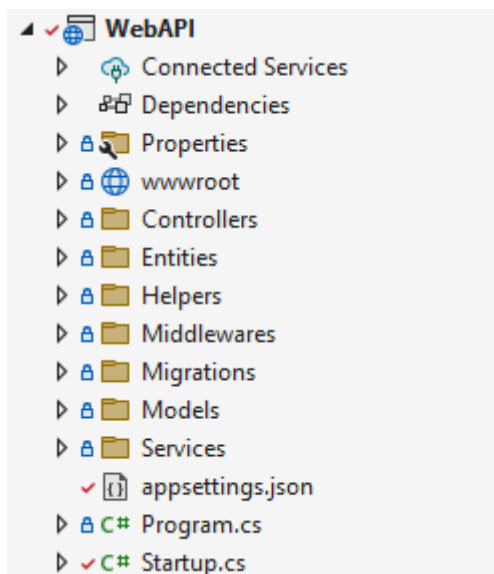 WebAPI
Connected Services
Dependencies
Properties
wwwroot
Controllers
Entities
Helpers
Middlewares
Migrations
Models
Services
appsettings.json
C# Program.cs
C# Startup.cs